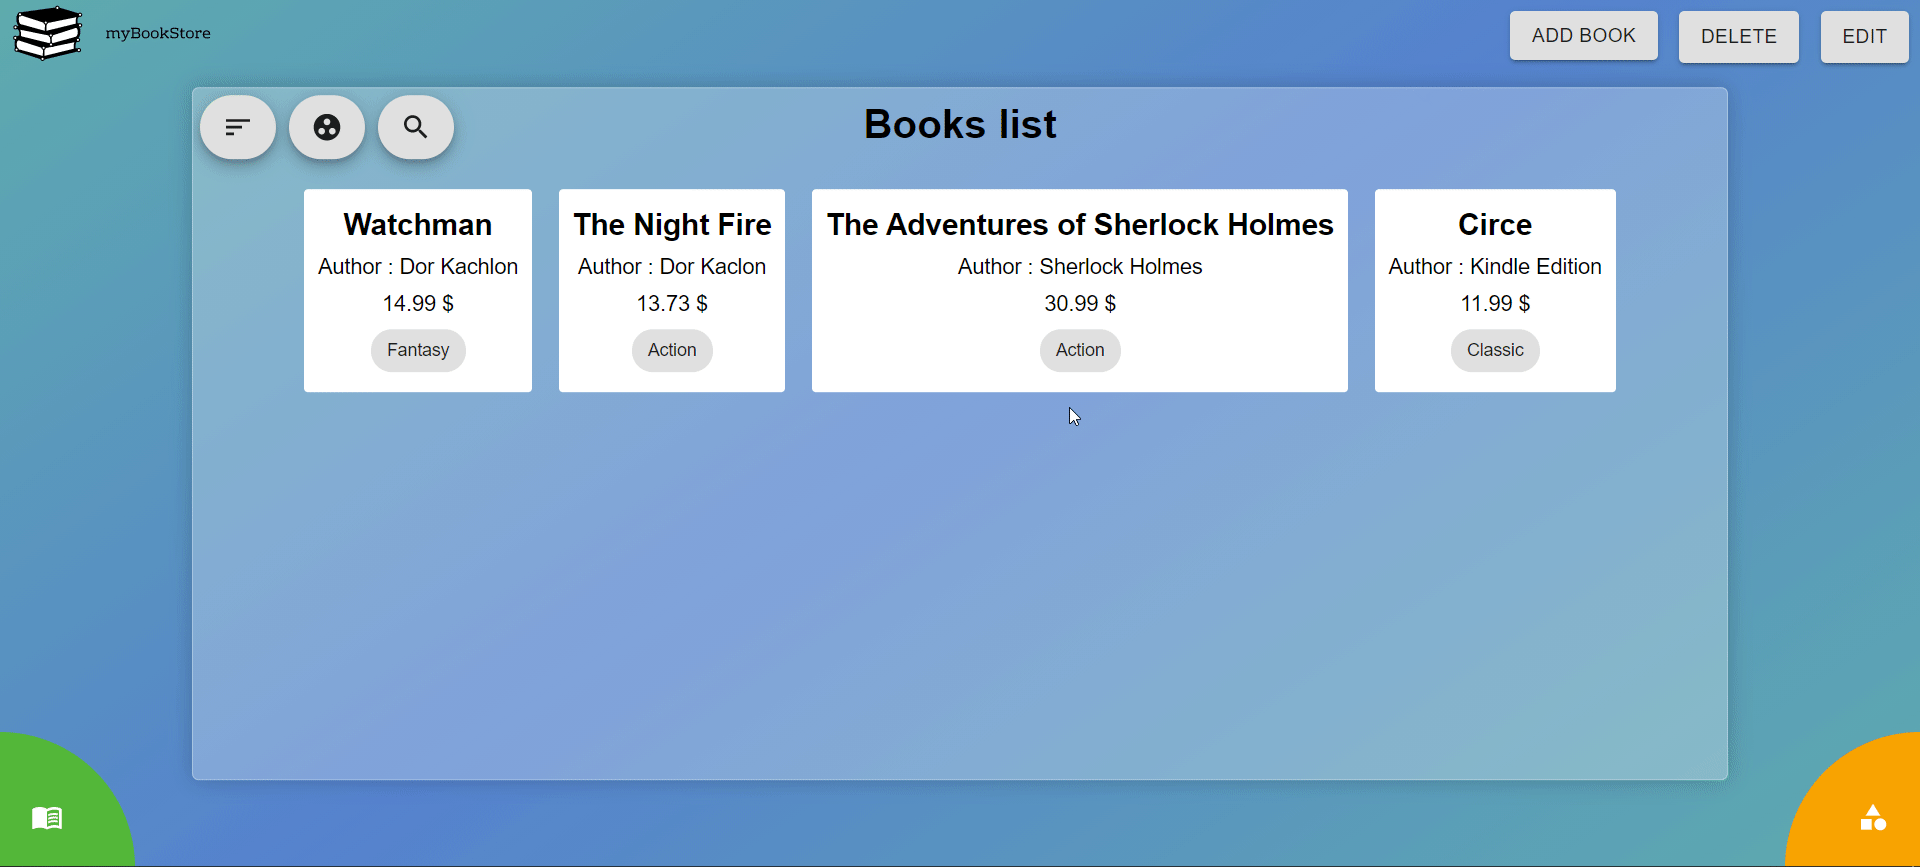 myBookStore
ADD BOOK
DELETE
EDIT
Books list
Watchman
Author : Dor Kachlon
14.99 $
Fantasy
The Night Fire
Author : Dor Kaclon
13.73 $
Action
The Adventures of Sherlock Holmes
Author : Sherlock Holmes
30.99 $
Action
Circe
Author : Kindle Edition
11.99 $
Classic